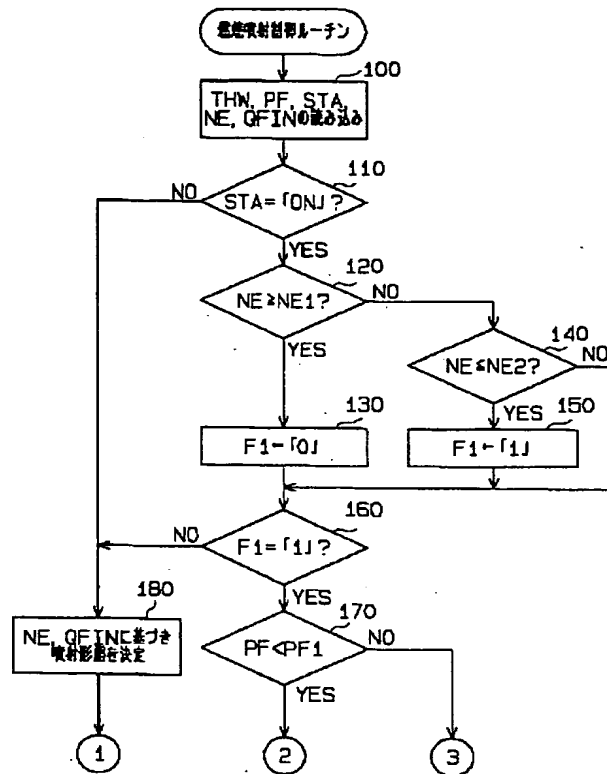 燃焼噴射制御ルーチン
100
THW, PF, STA,
NE, QFINの読み込み
110
NO
STA=「ON」?
YES
120
NE≧NE1?
NO
140
YES
NE≦NE2?
NO
130
YES
150
F1←「0」
F1←「1」
160
NO
F1=「1」?
180
YES
170
NE, QFINに基づき
噴射形態を決定
PF<PF1
NO
YES
1
2
3